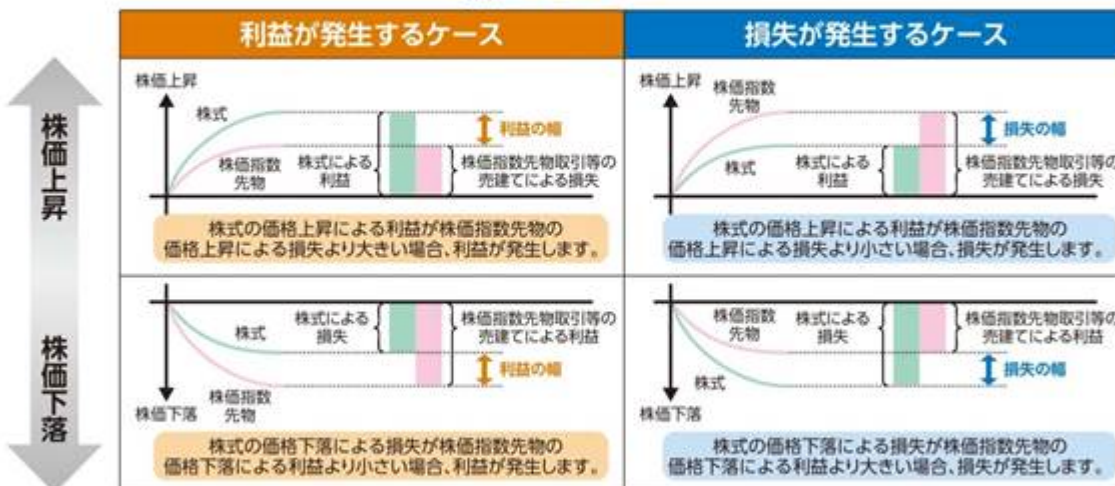 利益が発生するケース
損失が発生するケース
株価上昇
株価上昇
株式
株価指数
先物
株式による
利益
利益の幅
株価指数先物取引等の
売建てによる損失
株式の価格上昇による利益が株価指数先物の
価格上昇による損失より大きい場合、利益が発生します。
株価上昇
株価指数
先物
株式
株式による
利益
損失の幅
株価指数先物取引等の
売建てによる損失
株式の価格上昇による利益が株価指数先物の
価格上昇による損失より小さい場合、損失が発生します。
株価下落
株式
株式による
損失
株価指数先物取引等の
売建てによる利益
利益の幅
株価指数
先物
株価下落
株式の価格下落による損失が株価指数先物の
価格下落による利益より小さい場合、利益が発生します。
株価指数
先物
株式による
損失
株価指数先物取引等の
売建てによる利益
損失の幅
株式
株価下落
株式の価格下落による損失が株価指数先物の
価格下落による利益より大きい場合、損失が発生します。